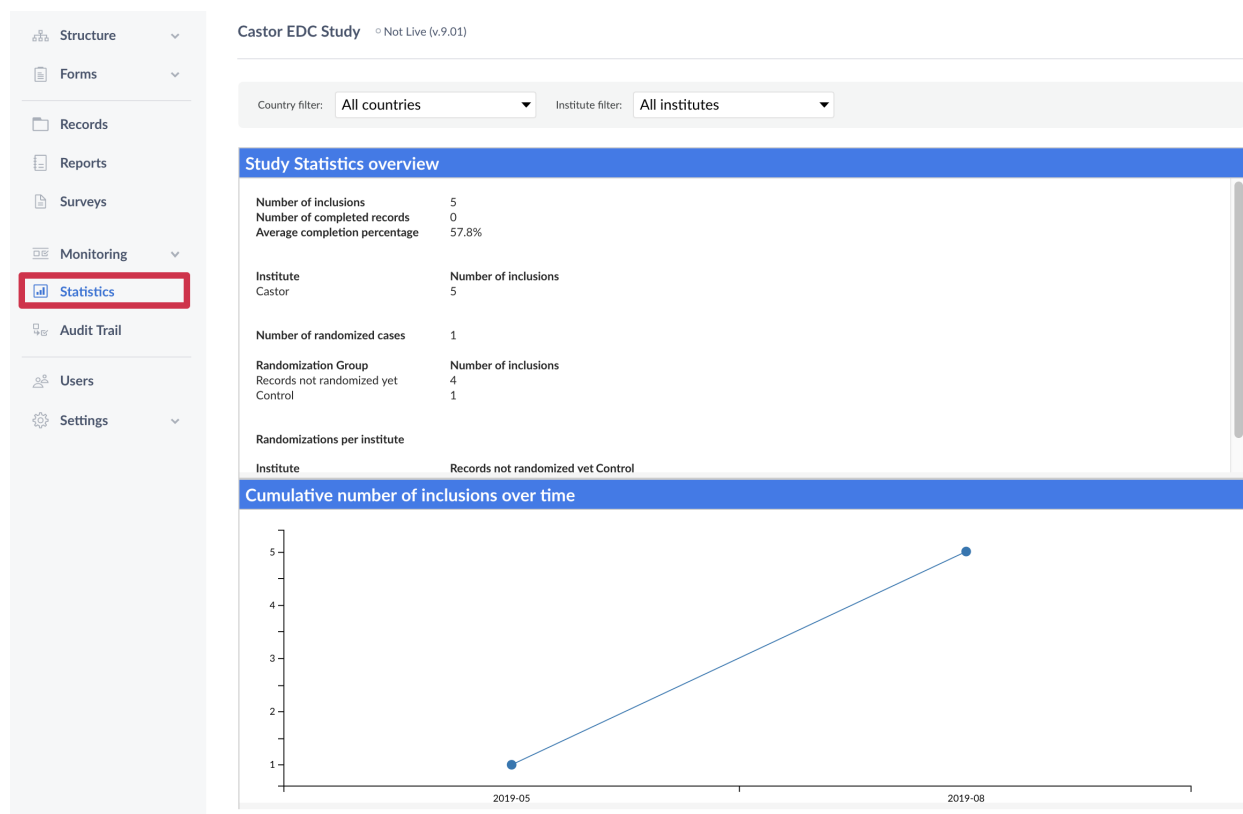 Structure
Forms
Records
Reports
Surveys
Monitoring
Statistics
Audit Trail
Users
Settings
Castor EDC Study Not Live (v.9.01)
Country filter: All countries Institute filter: All institutes
Study Statistics overview
Number of inclusions 5
Number of completed records 0
Average completion percentage 57.8%
Institute Number of inclusions
Castor 5
Number of randomized cases 1
Randomization Group Number of inclusions
Records not randomized yet 4
Control 1
Randomizations per institute
Institute Records not randomized yet Control
Cumulative number of inclusions over time
5
4
3
2
1
2019-05 2019-08